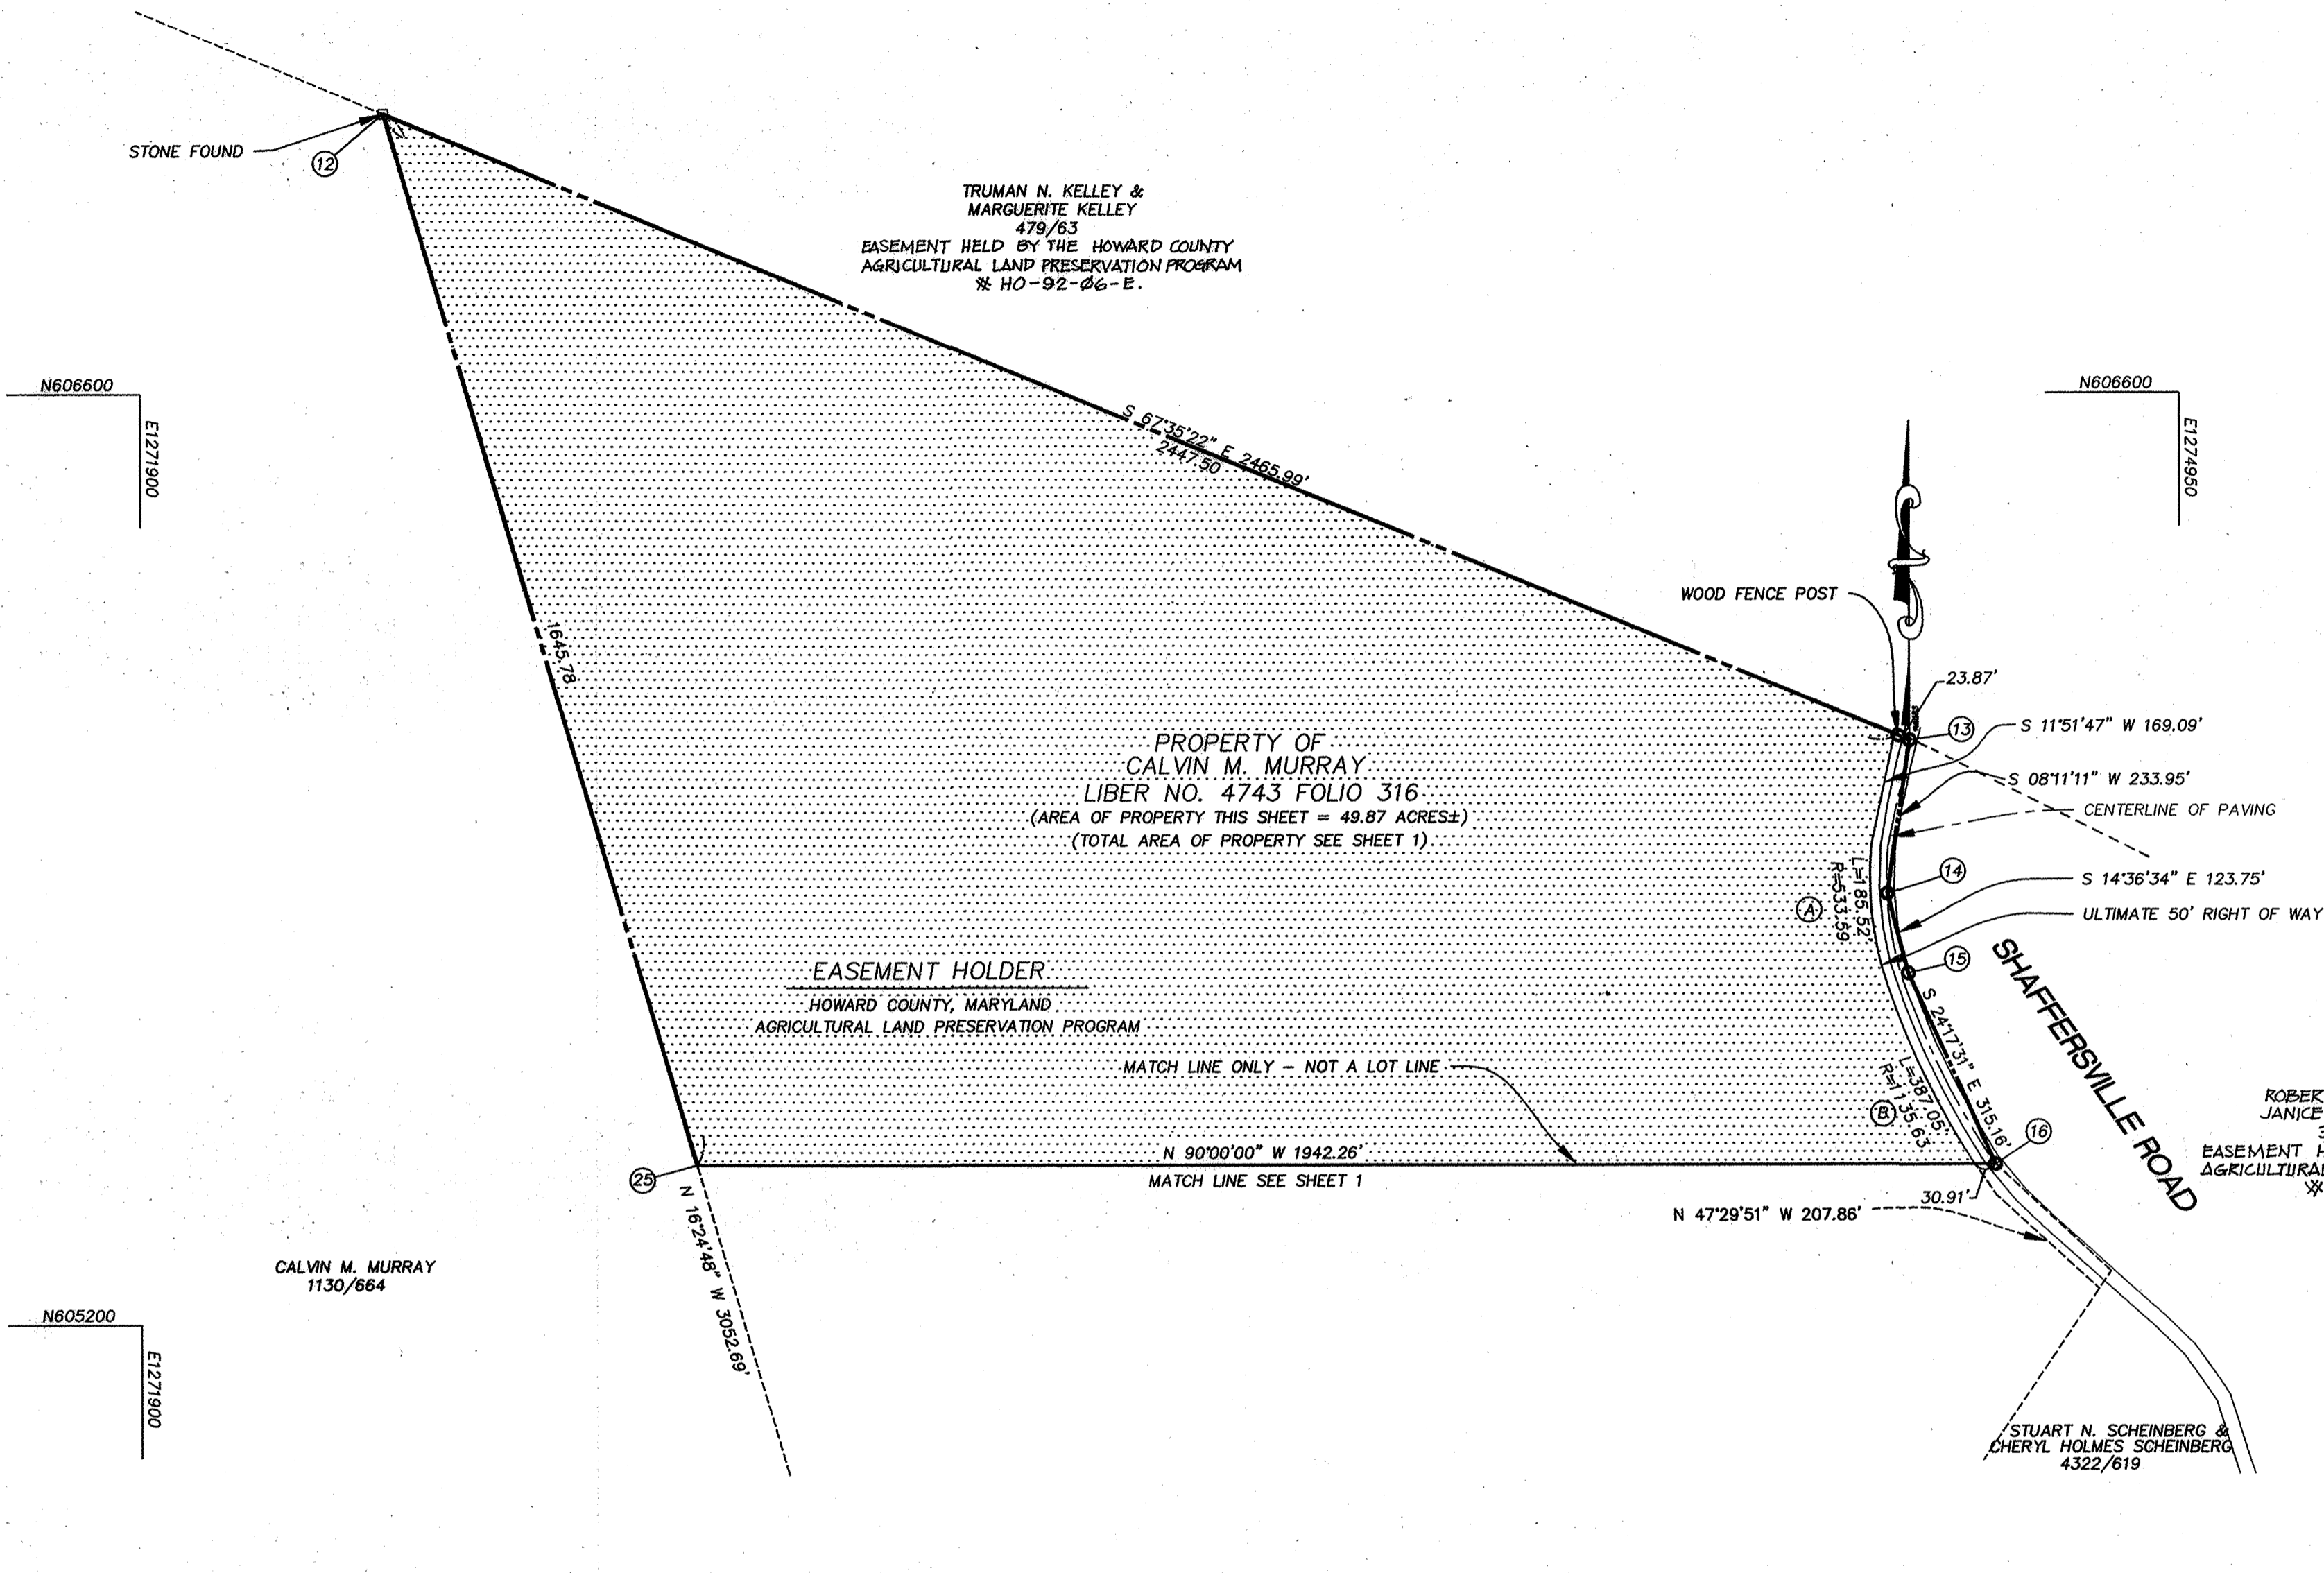 STONE FOUND
12
TRUMAN N. KELLEY &
MARGUERITE KELLEY
479/63
EASEMENT HELD BY THE HOWARD COUNTY
AGRICULTURAL LAND PRESERVATION PROGRAM
# HO-92-06-E.
N606600
E1271900
N606600
E1274950
S 67°35'22" E 2465.99'
2447.50
1645.78
WOOD FENCE POST
23.87'
13
S 11°51'47" W 169.09'
S 08°11'11" W 233.95'
CENTERLINE OF PAVING
PROPERTY OF
CALVIN M. MURRAY
LIBER NO. 4743 FOLIO 316
(AREA OF PROPERTY THIS SHEET = 49.87 ACRES±)
(TOTAL AREA OF PROPERTY SEE SHEET 1)
14
S 14°36'34" E 123.75'
ULTIMATE 50' RIGHT OF WAY
A
L=185.52'
R=533.59
15
SHAFFERSVILLE ROAD
EASEMENT HOLDER
HOWARD COUNTY, MARYLAND
AGRICULTURAL LAND PRESERVATION PROGRAM
S 24°17'31" E 315.16'
MATCH LINE ONLY – NOT A LOT LINE
L=387.05'
R=1135.63
B
16
ROBER
JANICE
EASEMENT H
AGRICULTURAL
#
N 90°00'00" W 1942.26'
MATCH LINE SEE SHEET 1
25
30.91'
N 47°29'51" W 207.86'
N 16°24'48" W 3052.69'
CALVIN M. MURRAY
1130/664
N605200
E1271900
STUART N. SCHEINBERG &
CHERYL HOLMES SCHEINBERG
4322/619